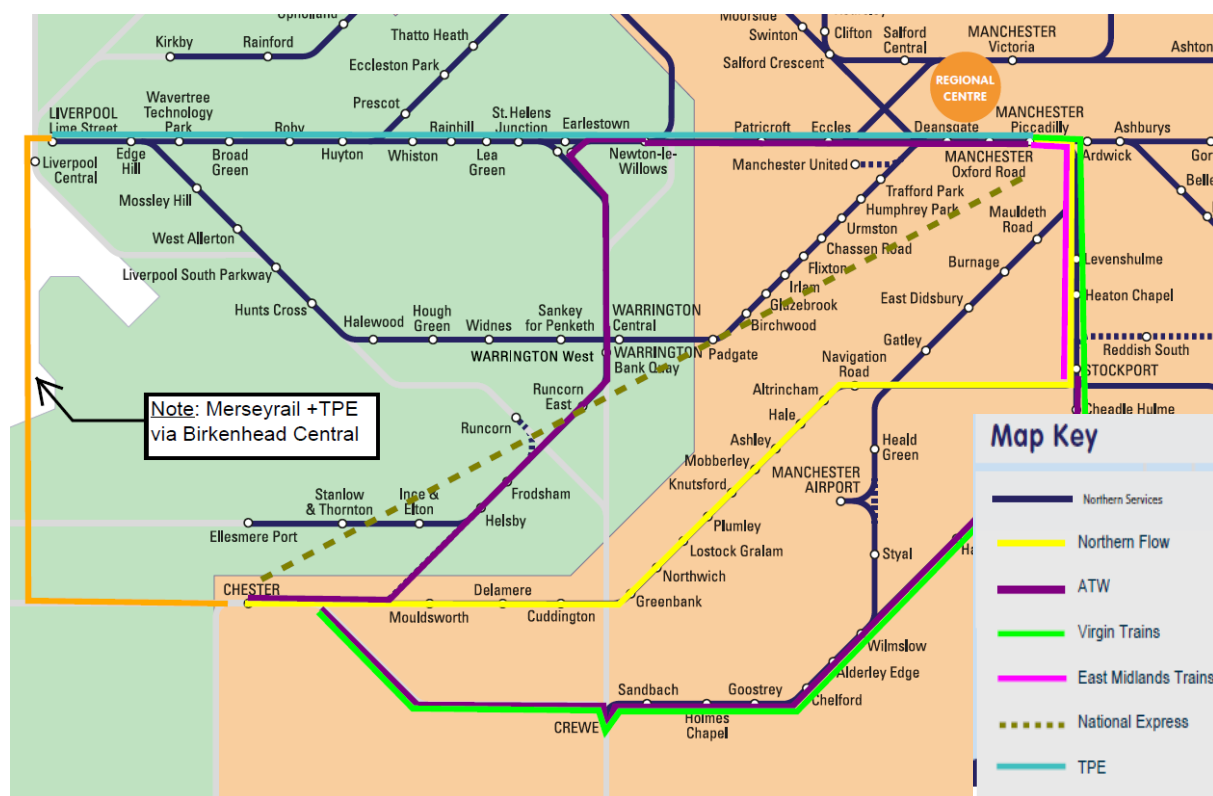 Upholland
Kirkby
Rainford
Thatto Heath
Eccleston Park
Prescot
Moorside
Swinton
Clifton
Salford
Central
Salford Crescent
MANCHESTER
Victoria
Ashton
REGIONAL
CENTRE
LIVERPOOL
Lime Street
Wavertree
Technology
Park
Roby
Rainhill
St. Helens
Junction
Earlestown
Patricroft
Eccles
Deansgate
MANCHESTER
Piccadilly
Ashburys
Liverpool
Central
Edge
Hill
Broad
Green
Huyton
Whiston
Lea
Green
Newton-le-
Willows
Manchester United
MANCHESTER
Oxford Road
Ardwick
Gor
Belle
Mossley Hill
West Allerton
Liverpool South Parkway
Hunts Cross
Trafford Park
Humphrey Park
Urmston
Chassen Road
Flixton
Irlam
Glazebrook
Birchwood
Mauldeth
Road
Burnage
East Didsbury
Gatley
Levenshulme
Heaton Chapel
Reddish South
STOCKPORT
Cheadle Hulme
Halewood
Hough
Green
Widnes
Sankey
for Penketh
WARRINGTON
Central
WARRINGTON West
WARRINGTON
Bank Quay
Padgate
Navigation
Road
Altrincham
Hale
Ashley
Mobberley
Knutsford
Plumley
Lostock Gralam
Northwich
Greenbank
Heald
Green
MANCHESTER
AIRPORT
Styal
Note: Merseyrail +TPE
via Birkenhead Central
Runcorn
East
Runcorn
Frodsham
Helsby
Stanlow
& Thornton
Ince &
Elton
Ellesmere Port
CHESTER
Mouldsworth
Delamere
Cuddington
Wilmslow
Alderley Edge
Chelford
Sandbach
Goostrey
Holmes
Chapel
CREWE
Ha
Map Key
Northern Services
Northern Flow
ATW
Virgin Trains
East Midlands Trains
National Express
TPE